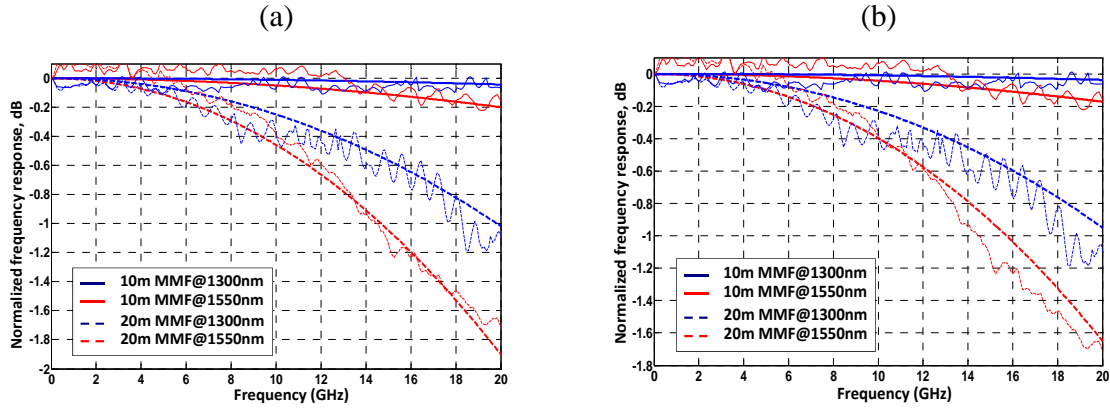 (a)
Normalized frequency response, dB
0
-0.2
-0.4
-0.6
-0.8
-1
-1.2
-1.4
-1.6
-1.8
-2
10m MMF@1300nm
10m MMF@1550nm
20m MMF@1300nm
20m MMF@1550nm
0 2 4 6 8 10 12 14 16 18 20
Frequency (GHz)
(b)
Normalized frequency response, dB
0
-0.2
-0.4
-0.6
-0.8
-1
-1.2
-1.4
-1.6
-1.8
10m MMF@1300nm
10m MMF@1550nm
20m MMF@1300nm
20m MMF@1550nm
0 2 4 6 8 10 12 14 16 18 20
Frequency (GHz)